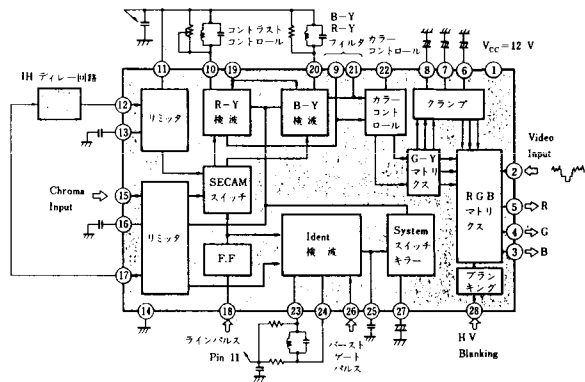 コントラスト
コントロール
B-Y
R-Y
フィルタ
カラー
コントロール
VCC=12 V
11
10
19
20
9
21
22
8
7
6
1
1Hディレー回路
12
リミッタ
13
R-Y
検波
B-Y
検波
カラー
コント
ロール
クランプ
G-Y
マトリ
クス
Video
Input
2
Chroma
Input
15
SECAM
スイッチ
RGB
マトリ
クス
5
R
4
G
3
B
16
リミッタ
17
F.F
Ident
検波
System
スイッチ
キラー
ブラン
キング
14
18
23
24
26
25
27
28
ラインパルス
Pin 11
バースト
ゲート
パルス
HV
Blanking